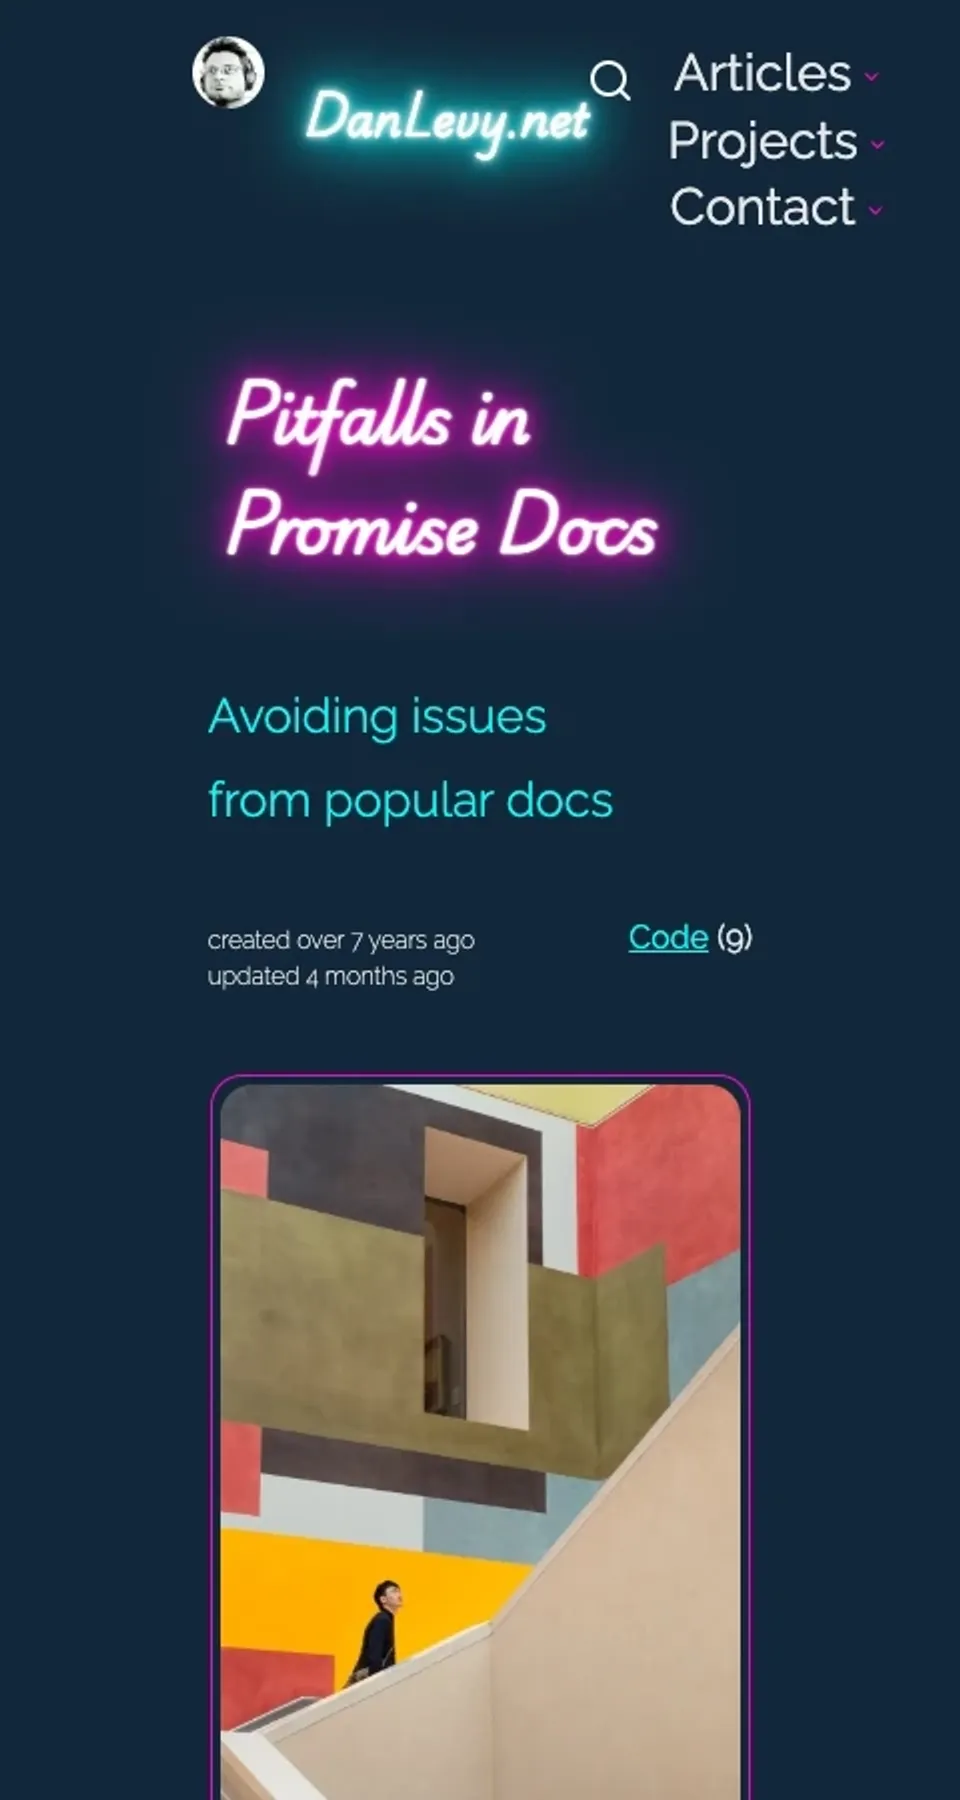 DanLevy.net
Articles
Projects
Contact
Pitfalls in
Promise Docs
Avoiding issues
from popular docs
created over 7 years ago
updated 4 months ago
Code (9)